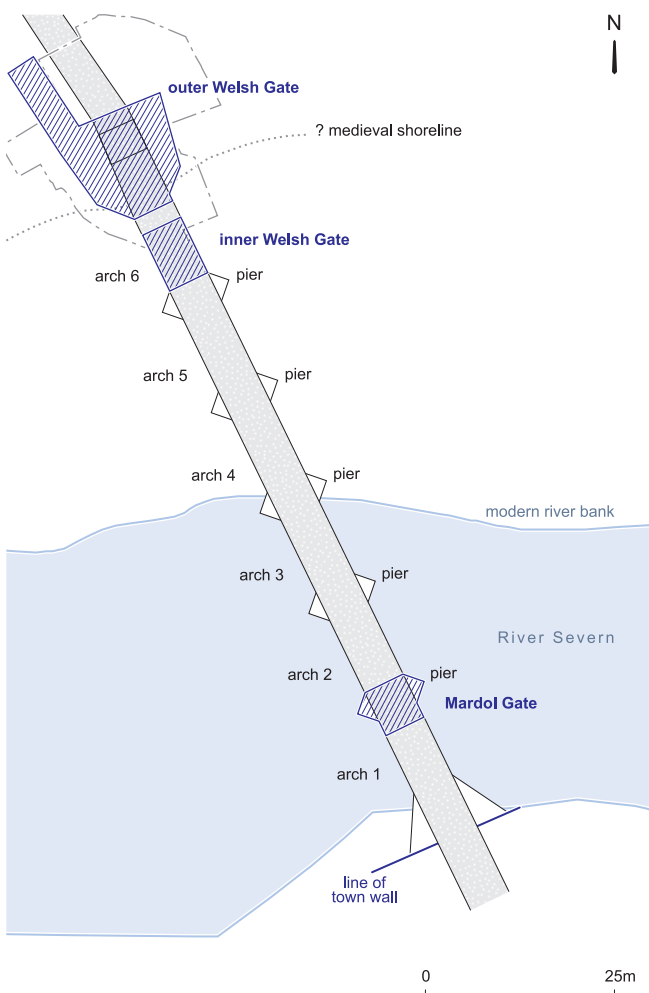 N
outer Welsh Gate
? medieval shoreline
inner Welsh Gate
arch 6
pier
arch 5
pier
arch 4
pier
modern river bank
arch 3
pier
River Severn
arch 2
pier
Mardol Gate
arch 1
line of
town wall
0
25m